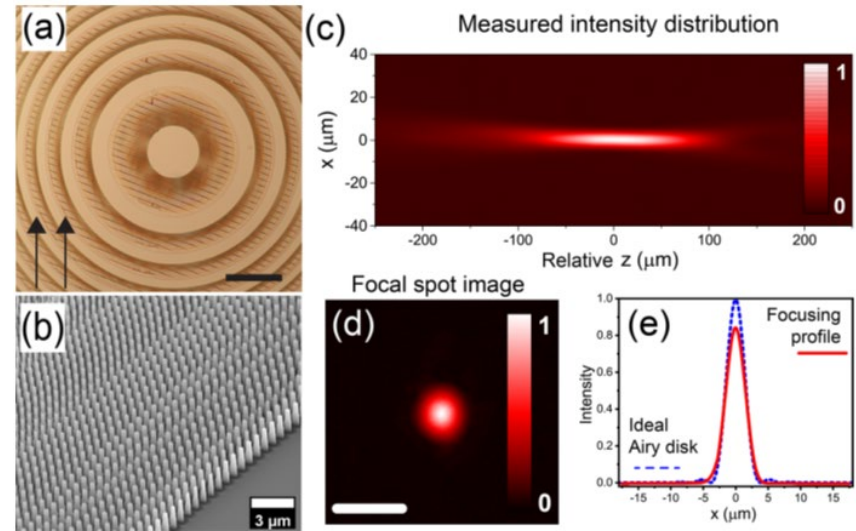 (a)
(b)
3 μm
(c)
Measured intensity distribution
40
20
0
-20
-40
x (μm)
1
0
-200
-100
0
100
200
Relative z (μm)
Focal spot image
(d)
1
0
(e)
1.0
0.8
0.6
0.4
0.2
0.0
Intensity
Focusing
profile
Ideal
Airy disk
-15
-10
-5
0
5
10
15
x (μm)